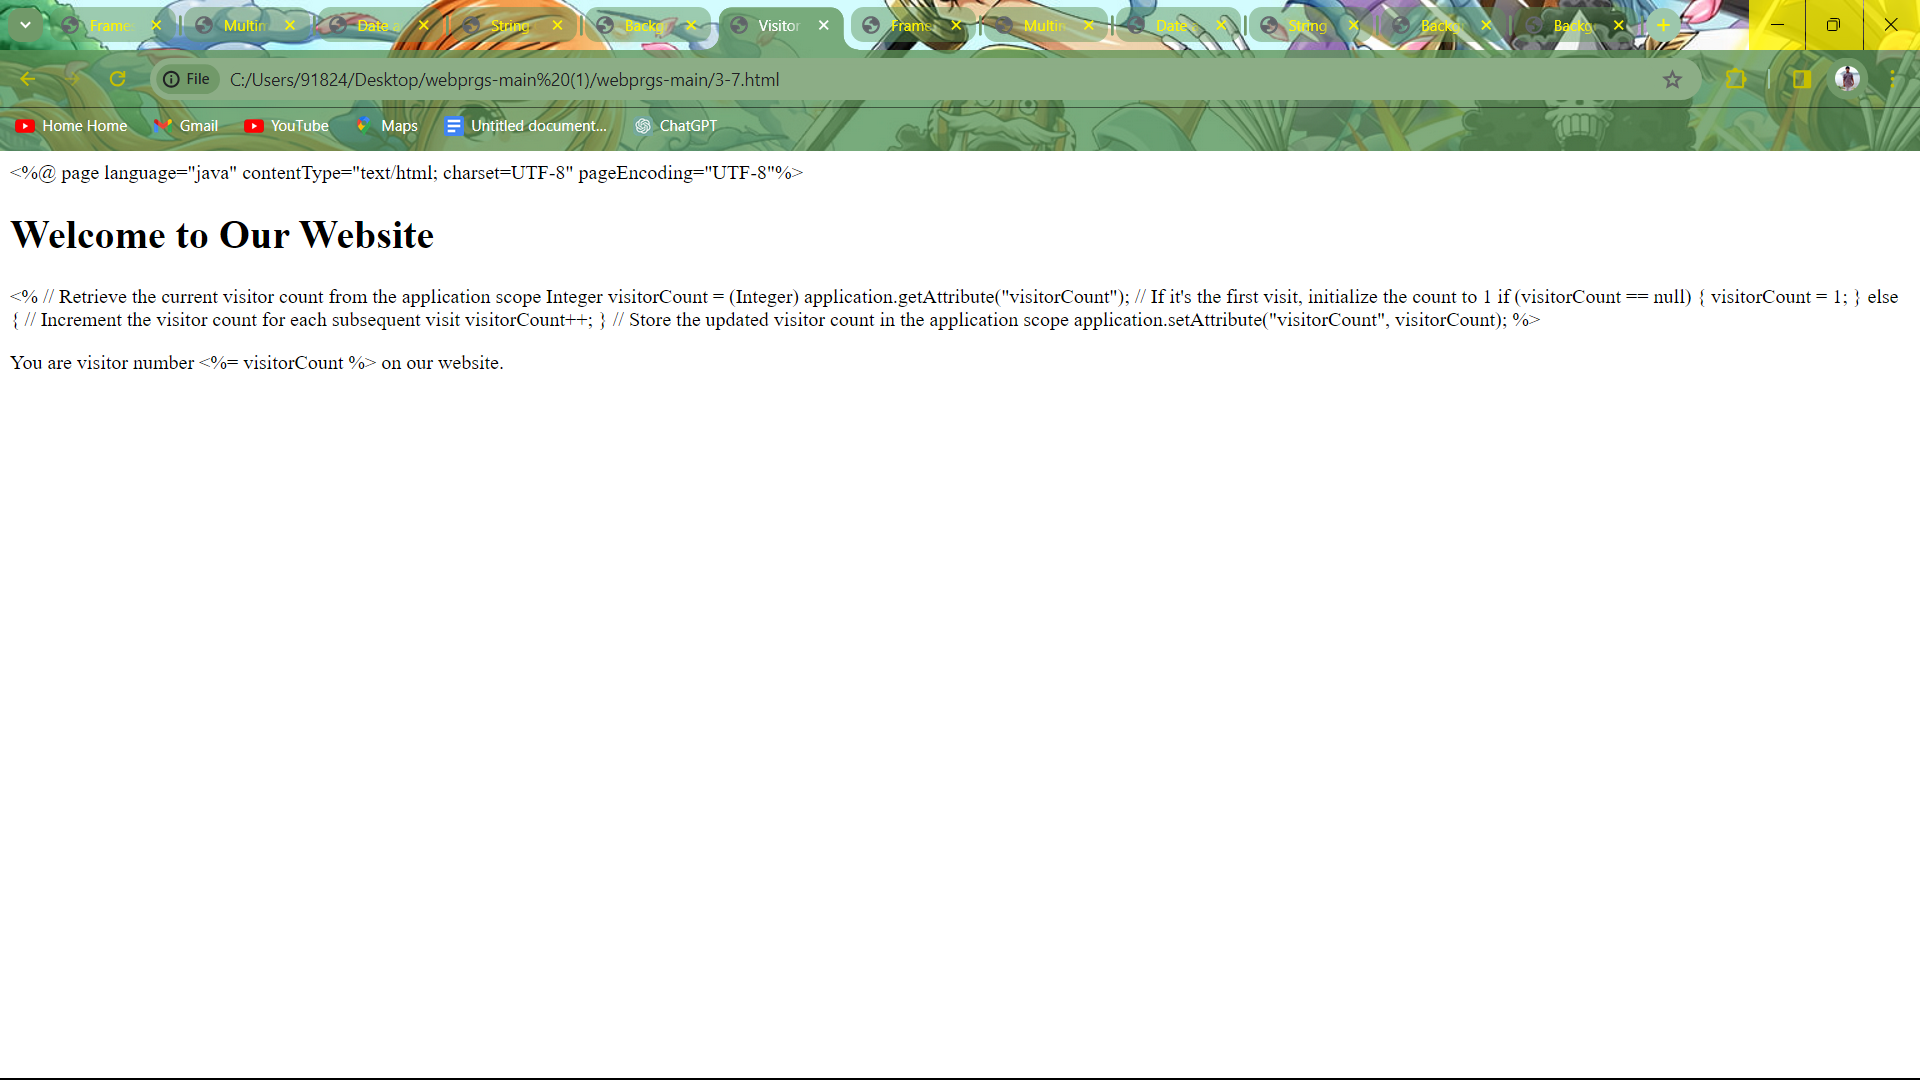 Frame
Multin
Date a
String
Backg
Visitor
Frame
Multin
Date
String
Backg
Backg
File
C:/Users/91824/Desktop/webprgs-main%20(1)/webprgs-main/3-7.html
Home Home
Gmail
YouTube
Maps
Untitled document...
ChatGPT
<%@ page language="java" contentType="text/html; charset=UTF-8" pageEncoding="UTF-8"%>
Welcome to Our Website
<% // Retrieve the current visitor count from the application scope Integer visitorCount = (Integer) application.getAttribute("visitorCount"); // If it's the first visit, initialize the count to 1 if (visitorCount == null) { visitorCount = 1; } else
{ // Increment the visitor count for each subsequent visit visitorCount++; } // Store the updated visitor count in the application scope application.setAttribute("visitorCount", visitorCount); %>
You are visitor number <%= visitorCount %> on our website.